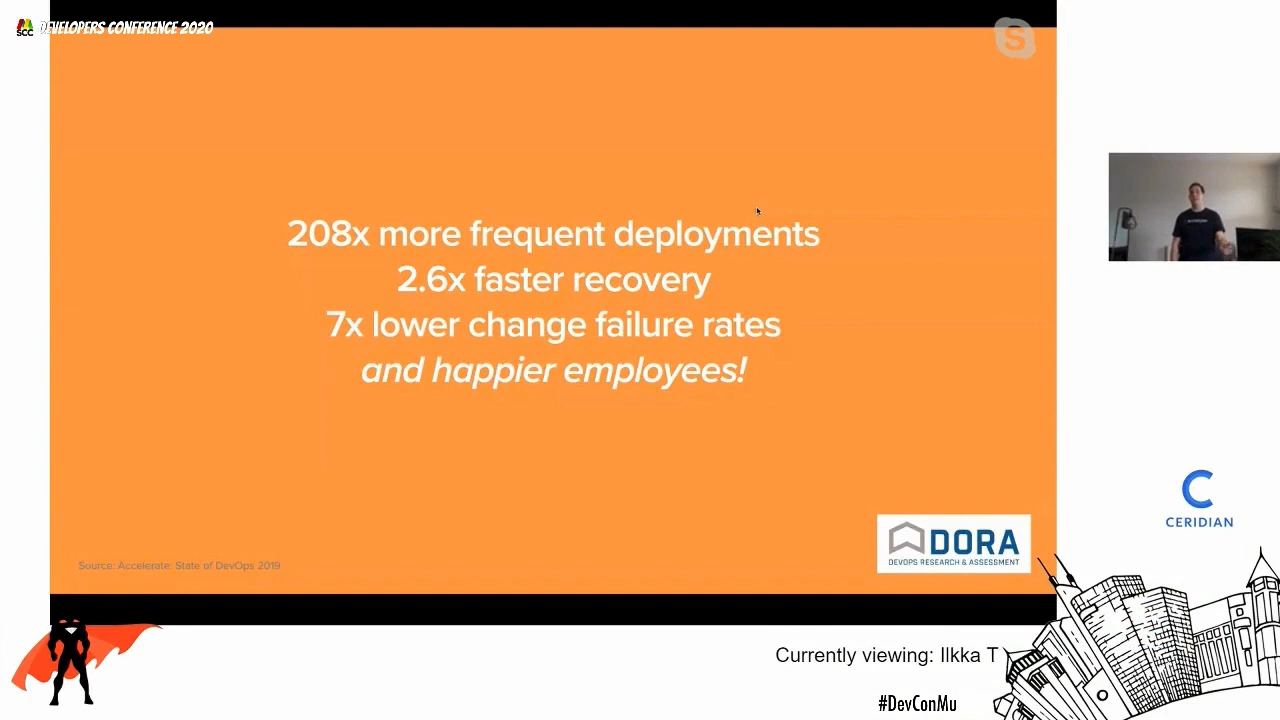 SCC
DEVELOPERS CONFERENCE 2020
S
208x more frequent deployments
2.6x faster recovery
7x lower change failure rates
and happier employees!
DORA
DEVOPS RESEARCH & ASSESSMENT
Source: Accelerate: State of DevOps 2019
CERIDIAN
Currently viewing: Ilkka T
#DevConMu